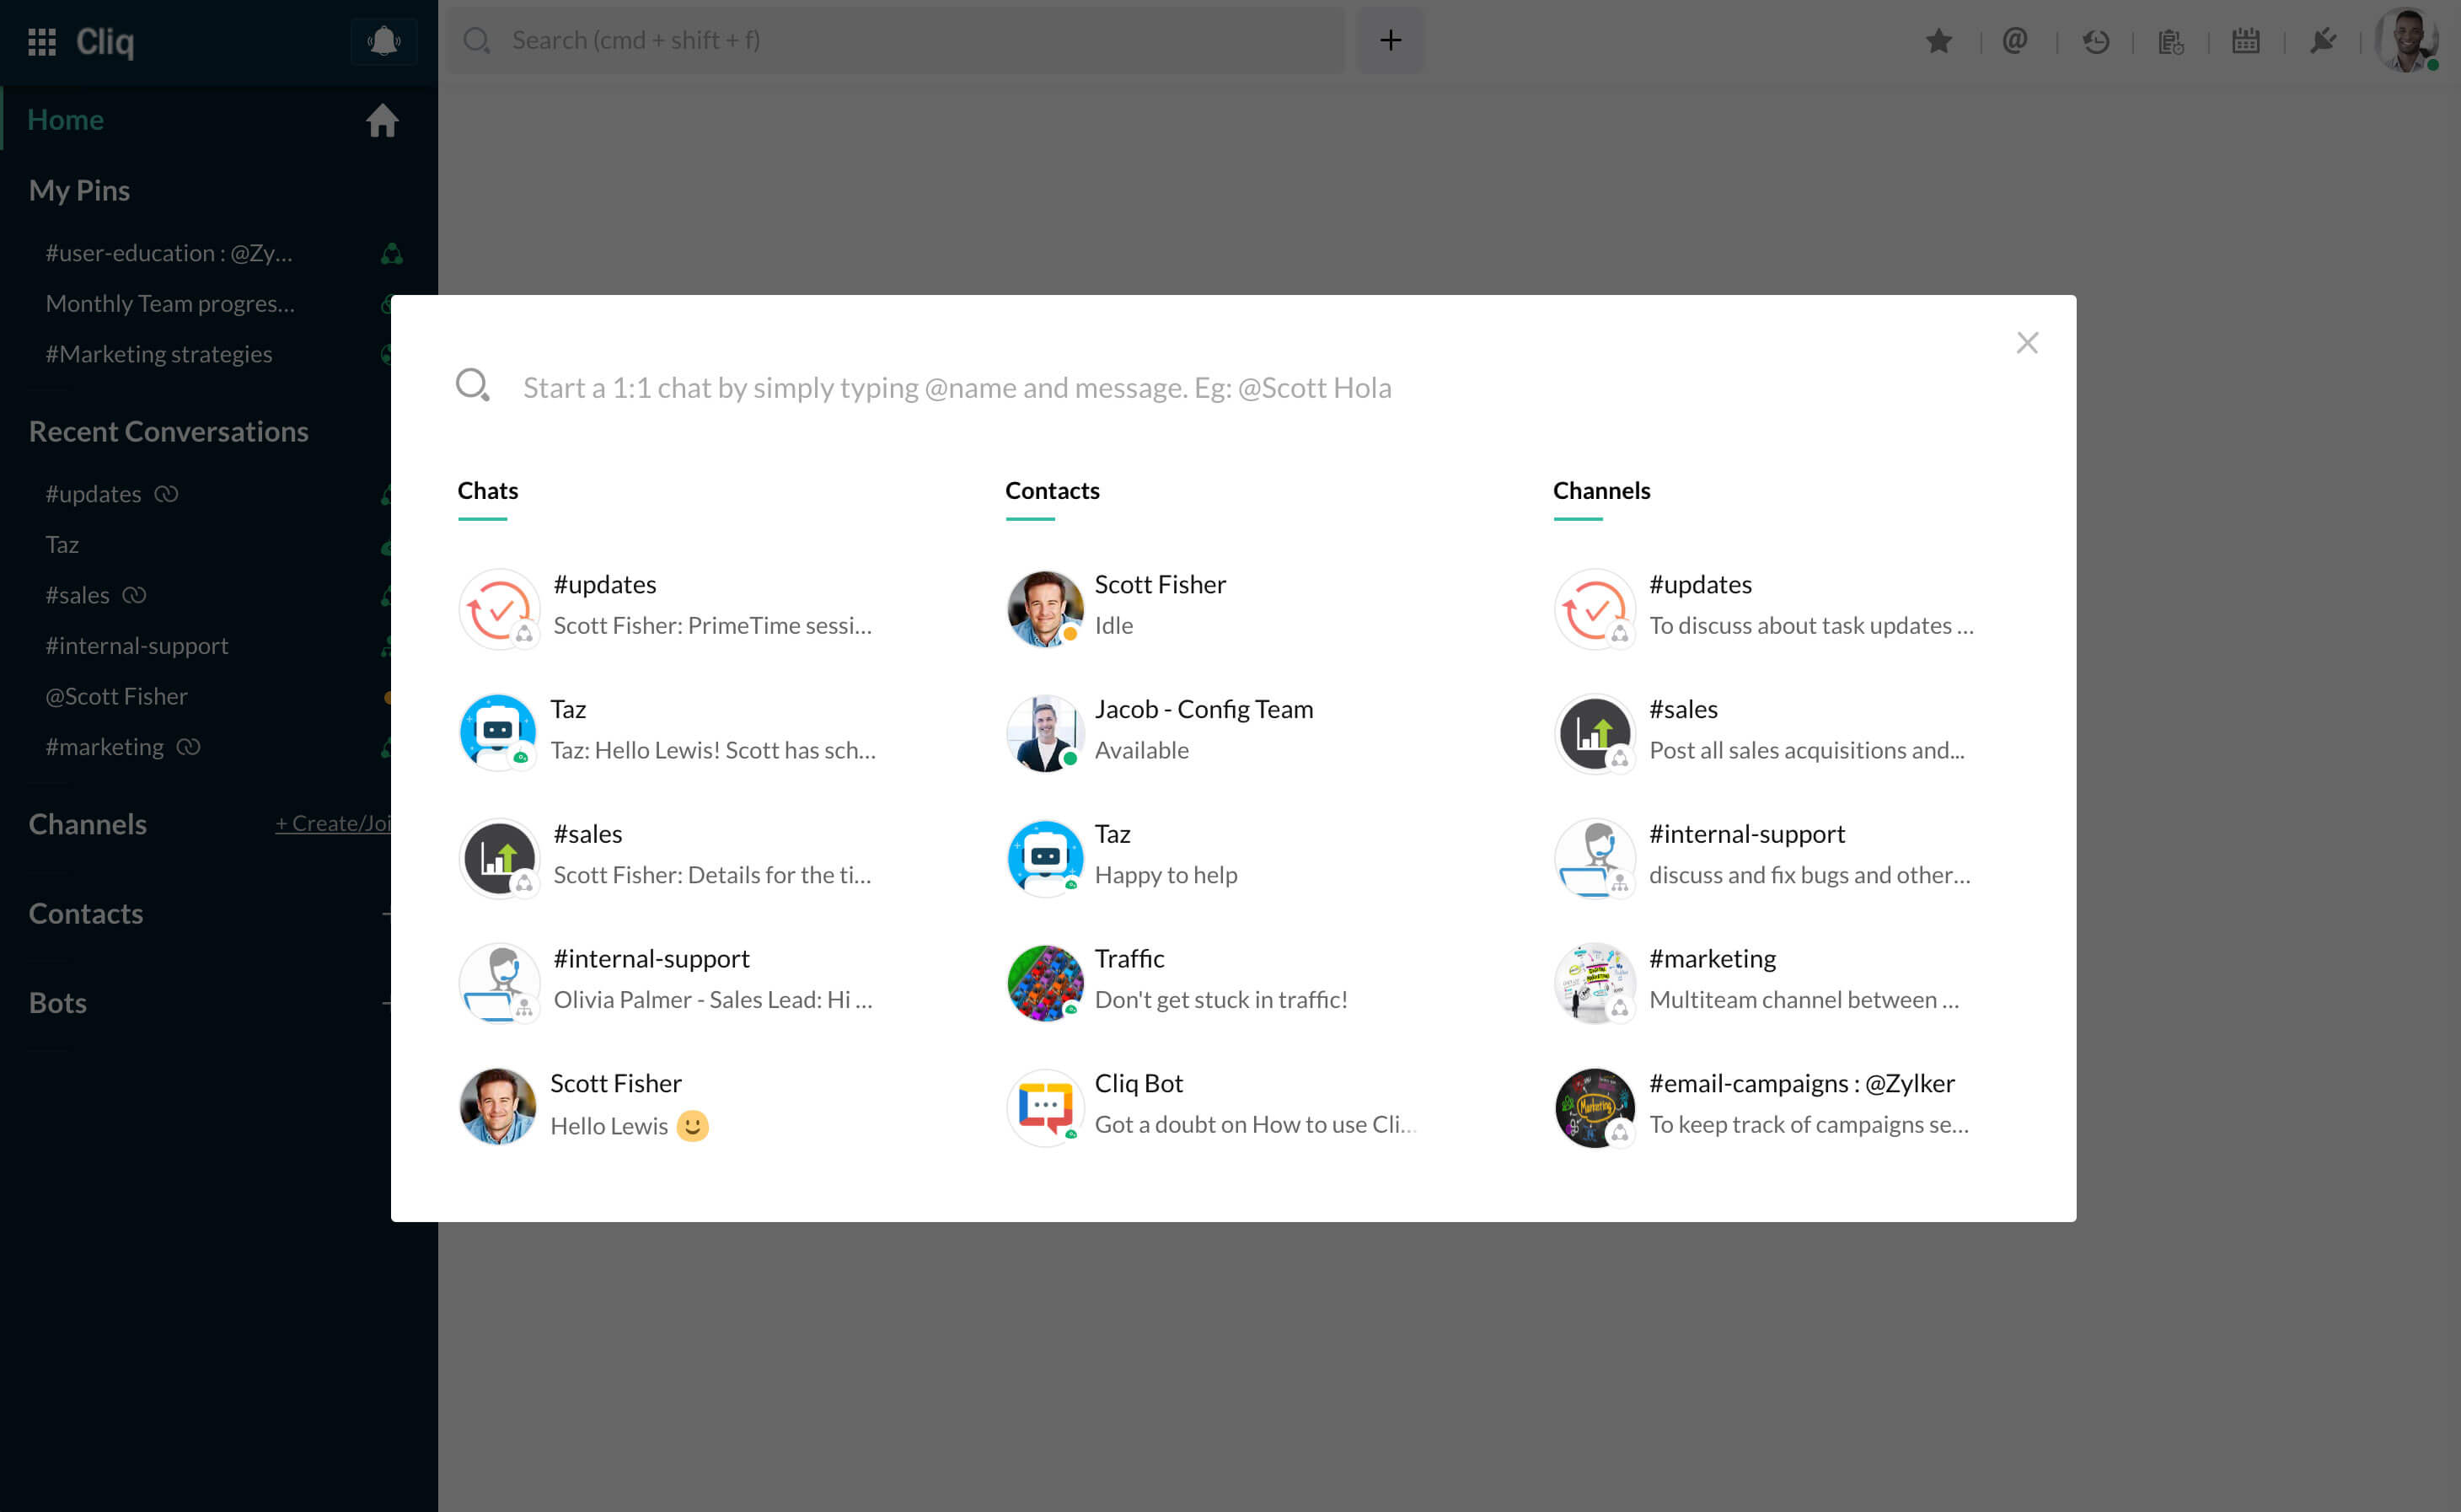 Cliq
Search (cmd + shift + f)
Home
My Pins
#user-education : @Zy...
Monthly Team progres...
#Marketing strategies
Recent Conversations
#updates
Taz
#sales
#internal-support
@Scott Fisher
#marketing
Channels
+ Create/Joi
Contacts
Bots
Start a 1:1 chat by simply typing @name and message. Eg: @Scott Hola
Chats
#updates
Scott Fisher: PrimeTime sessi...
Taz
Taz: Hello Lewis! Scott has sch...
#sales
Scott Fisher: Details for the ti...
#internal-support
Olivia Palmer - Sales Lead: Hi ...
Scott Fisher
Hello Lewis 🙂
Contacts
Scott Fisher
Idle
Jacob - Config Team
Available
Taz
Happy to help
Traffic
Don't get stuck in traffic!
Cliq Bot
Got a doubt on How to use Cli...
Channels
#updates
To discuss about task updates ...
#sales
Post all sales acquisitions and...
#internal-support
discuss and fix bugs and other...
#marketing
Multiteam channel between ...
#email-campaigns : @Zylker
To keep track of campaigns se...
Marketing